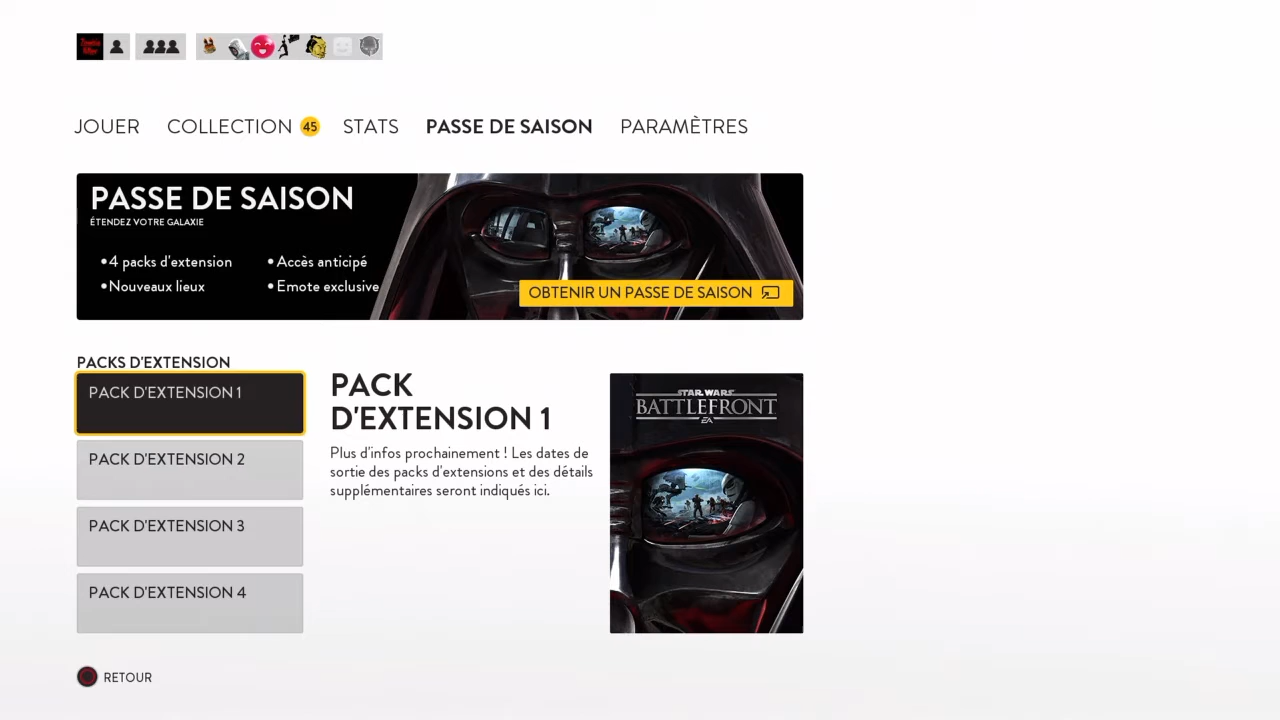 JOUER COLLECTION 45 STATS PASSE DE SAISON PARAMÈTRES
PASSE DE SAISON
ÉTENDEZ VOTRE GALAXIE
•4 packs d'extension •Accès anticipé
•Nouveaux lieux •Emote exclusive
OBTENIR UN PASSE DE SAISON
PACKS D'EXTENSION
PACK D'EXTENSION 1
PACK D'EXTENSION 2
PACK D'EXTENSION 3
PACK D'EXTENSION 4
PACK
D'EXTENSION 1
Plus d'infos prochainement ! Les dates de
sortie des packs d'extensions et des détails
supplémentaires seront indiqués ici.
STAR WARS
BATTLEFRONT
EA
RETOUR